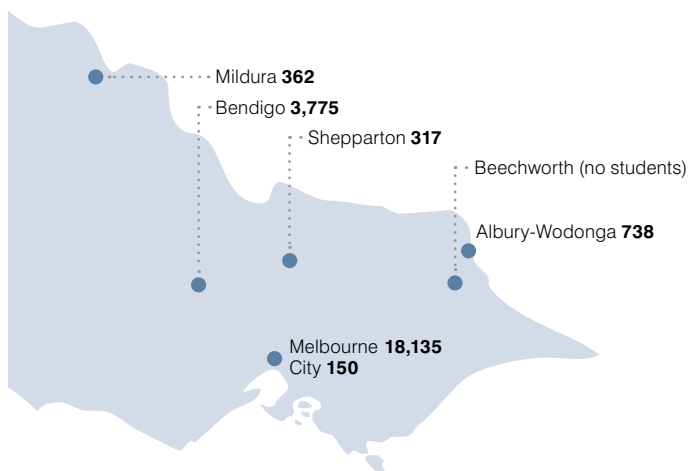 Mildura 362
Bendigo 3,775
Shepparton 317
Beechworth (no students)
Albury-Wodonga 738
Melbourne 18,135
City 150